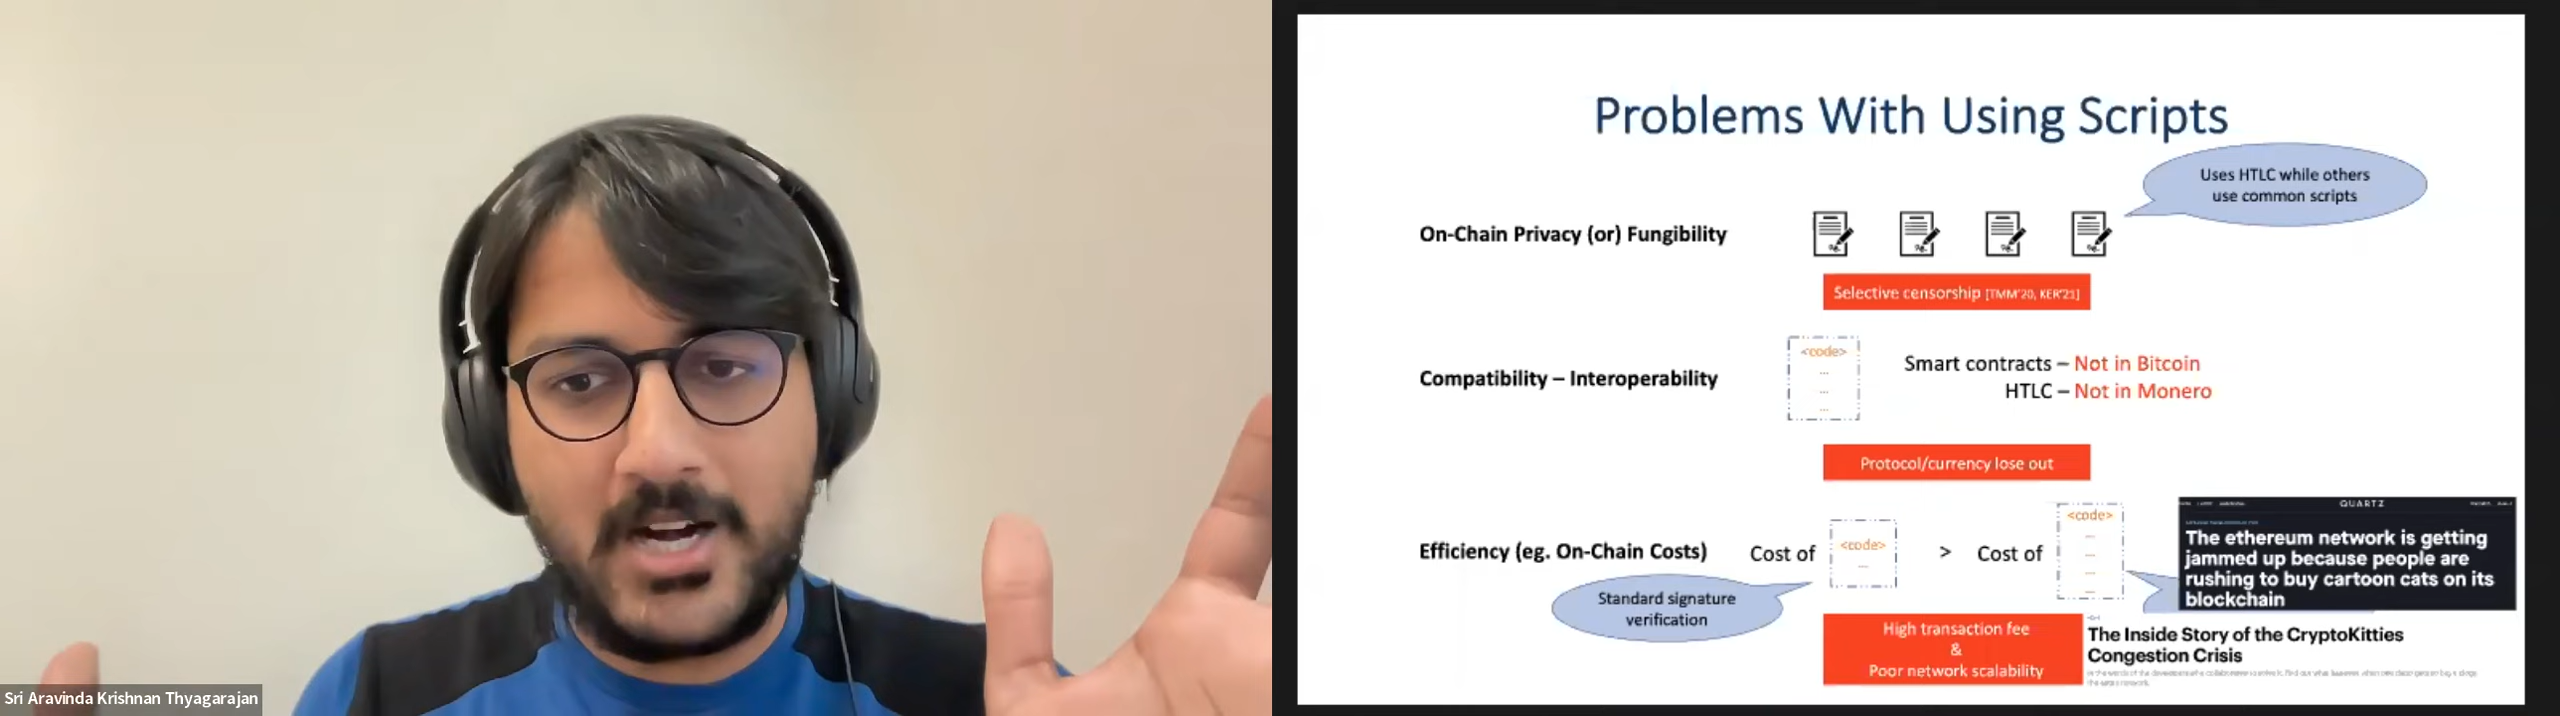 Sri Aravinda Krishnan Thyagarajan
Problems With Using Scripts
Uses HTLC while others
use common scripts
On-Chain Privacy (or) Fungibility
Selective censorship [TMM'20, KER'21]
<code>
...
...
...
Compatibility – Interoperability
Smart contracts – Not in Bitcoin
HTLC – Not in Monero
Protocol/currency lose out
Efficiency (eg. On-Chain Costs)
Cost of
<code>
...
>
Cost of
<code>
...
...
...
...
Standard signature
verification
High transaction fee
&
Poor network scalability
QUARTZ
The ethereum network is getting
jammed up because people are
rushing to buy cartoon cats on its
blockchain
The Inside Story of the CryptoKitties
Congestion Crisis